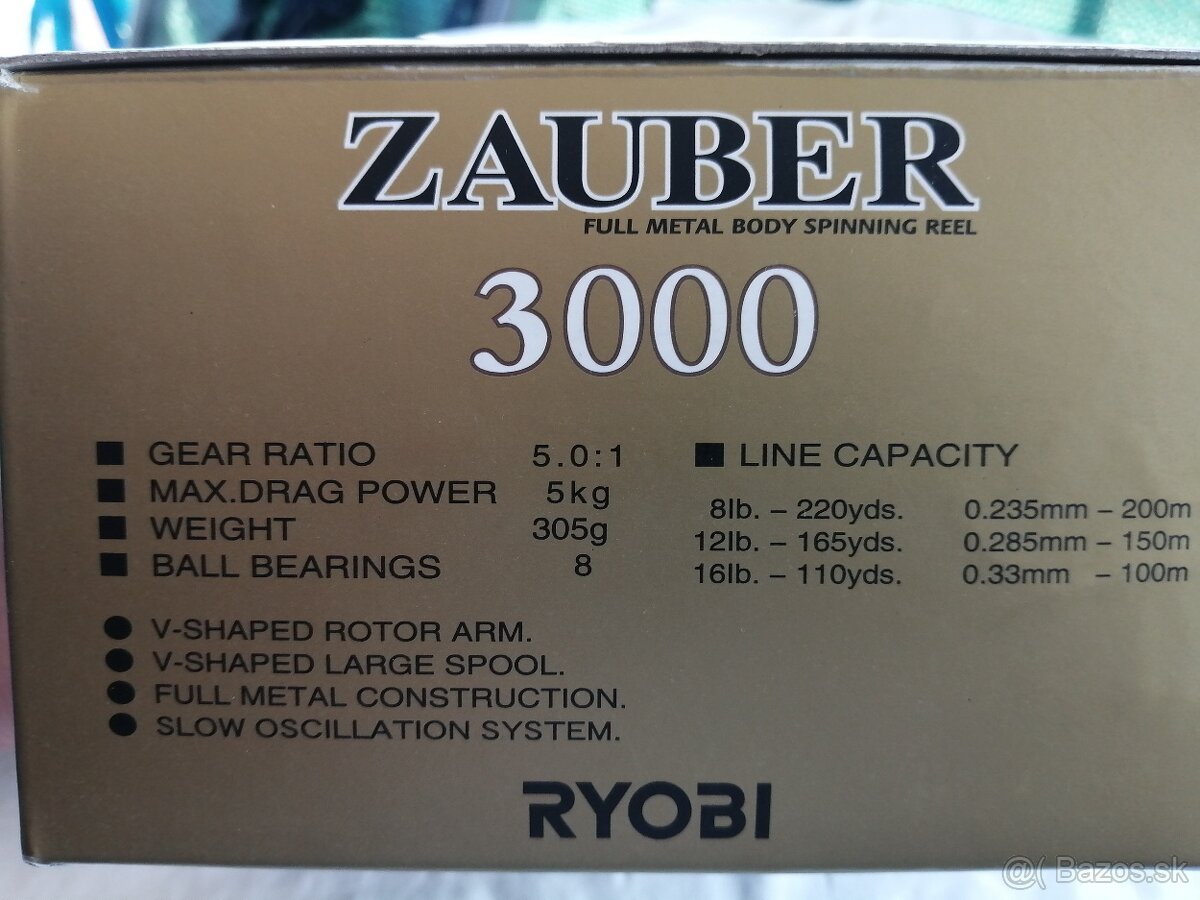 ZAUBER
FULL METAL BODY SPINNING REEL
3000
■ GEAR RATIO 5.0:1
■ MAX.DRAG POWER 5kg
■ WEIGHT 305g
■ BALL BEARINGS 8
■ LINE CAPACITY
8lb. – 220yds. 0.235mm – 200m
12lb. – 165yds. 0.285mm – 150m
16lb. – 110yds. 0.33mm – 100m
● V-SHAPED ROTOR ARM.
● V-SHAPED LARGE SPOOL.
● FULL METAL CONSTRUCTION.
● SLOW OSCILLATION SYSTEM.
RYOBI
@( Bazos.sk